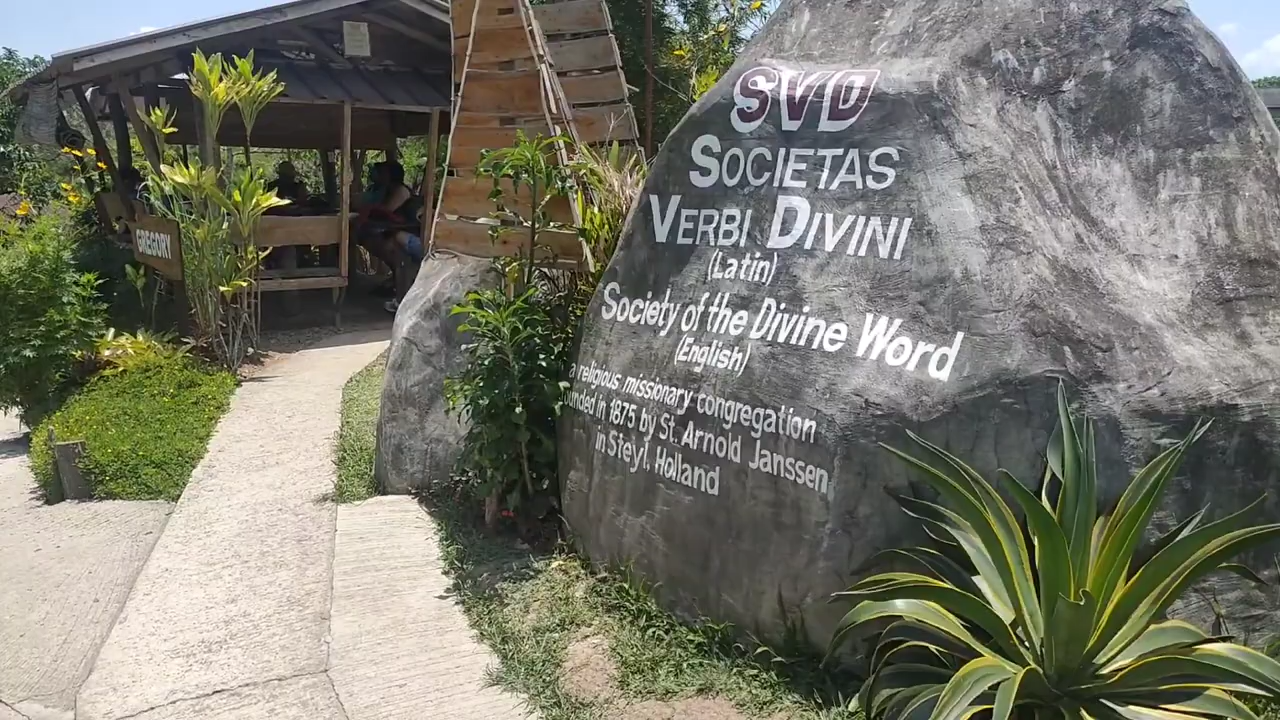 GREGORY
SVD
SOCIETAS
VERBI DIVINI
(Latin)
Society of the Divine Word
(English)
a religious missionary congregation
founded in 1875 by St. Arnold Janssen
in Steyl, Holland